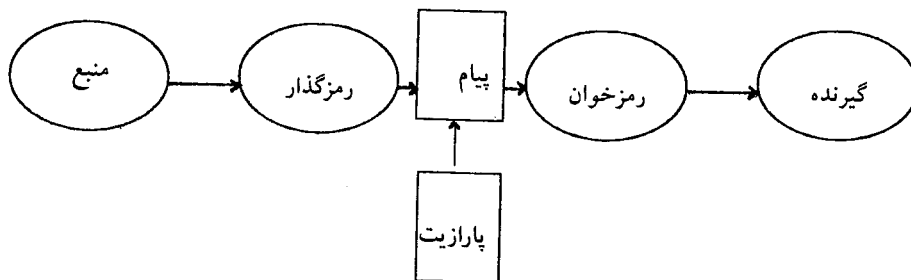 منبع
رمزگذار
پیام
رمزخوان
گیرنده
پارازیت